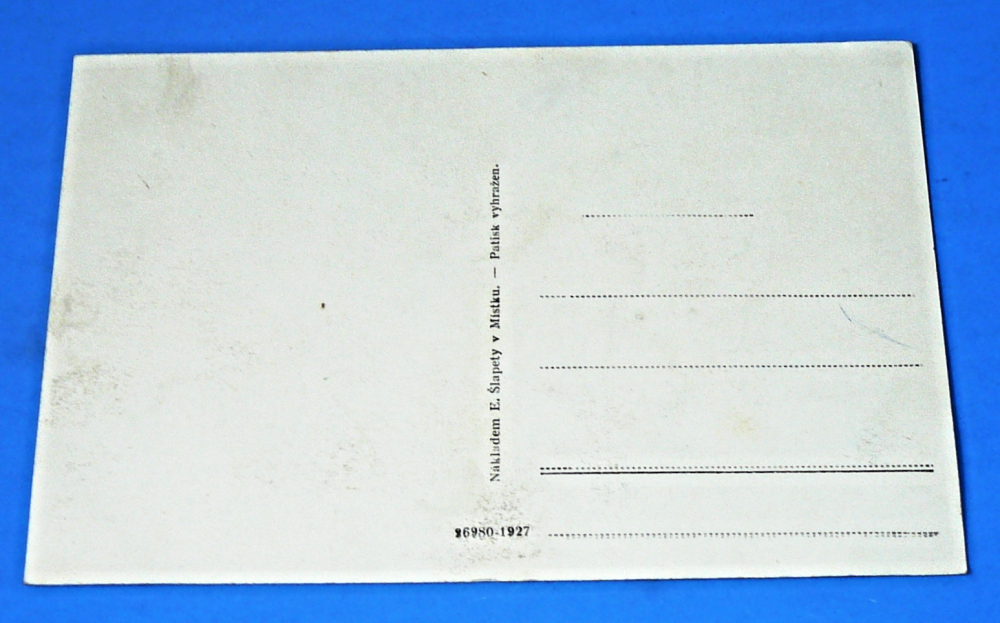 Nákladem E. Šlapety v Místku. — Patisk vyhražen.
26980-1927